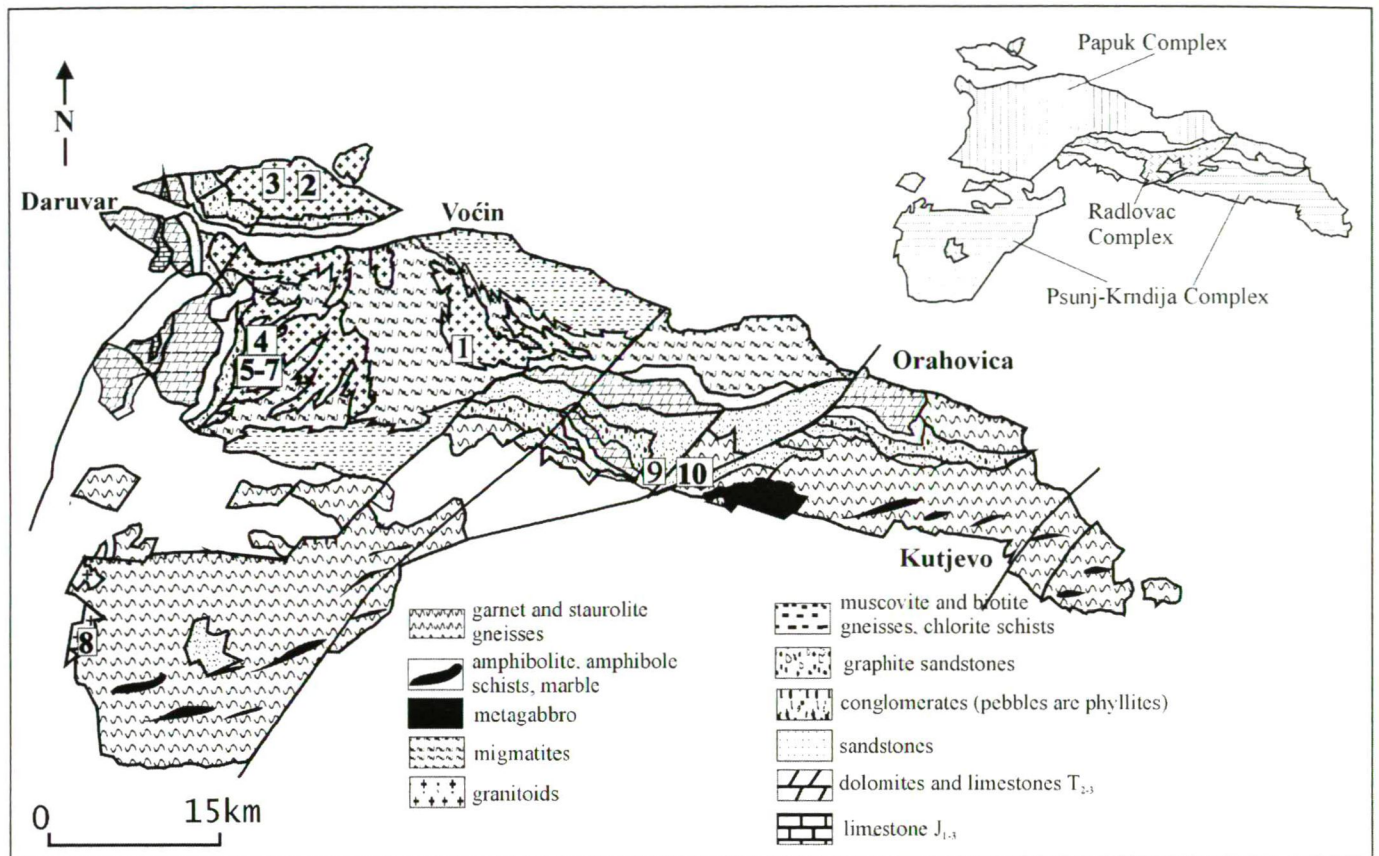 Papuk Complex
N
Daruvar
3 2
Voćin
Radlovac
Complex
Psunj-Krndija Complex
4
5-7
1
Orahovica
9 10
Kutjevo
8
garnet and staurolite
gneisses
amphibolite, amphibole
schists, marble
metagabbro
migmatites
granitoids
muscovite and biotite
gneisses, chlorite schists
graphite sandstones
conglomerates (pebbles are phyllites)
sandstones
dolomites and limestones T2-3
limestone J1-3
0 15km